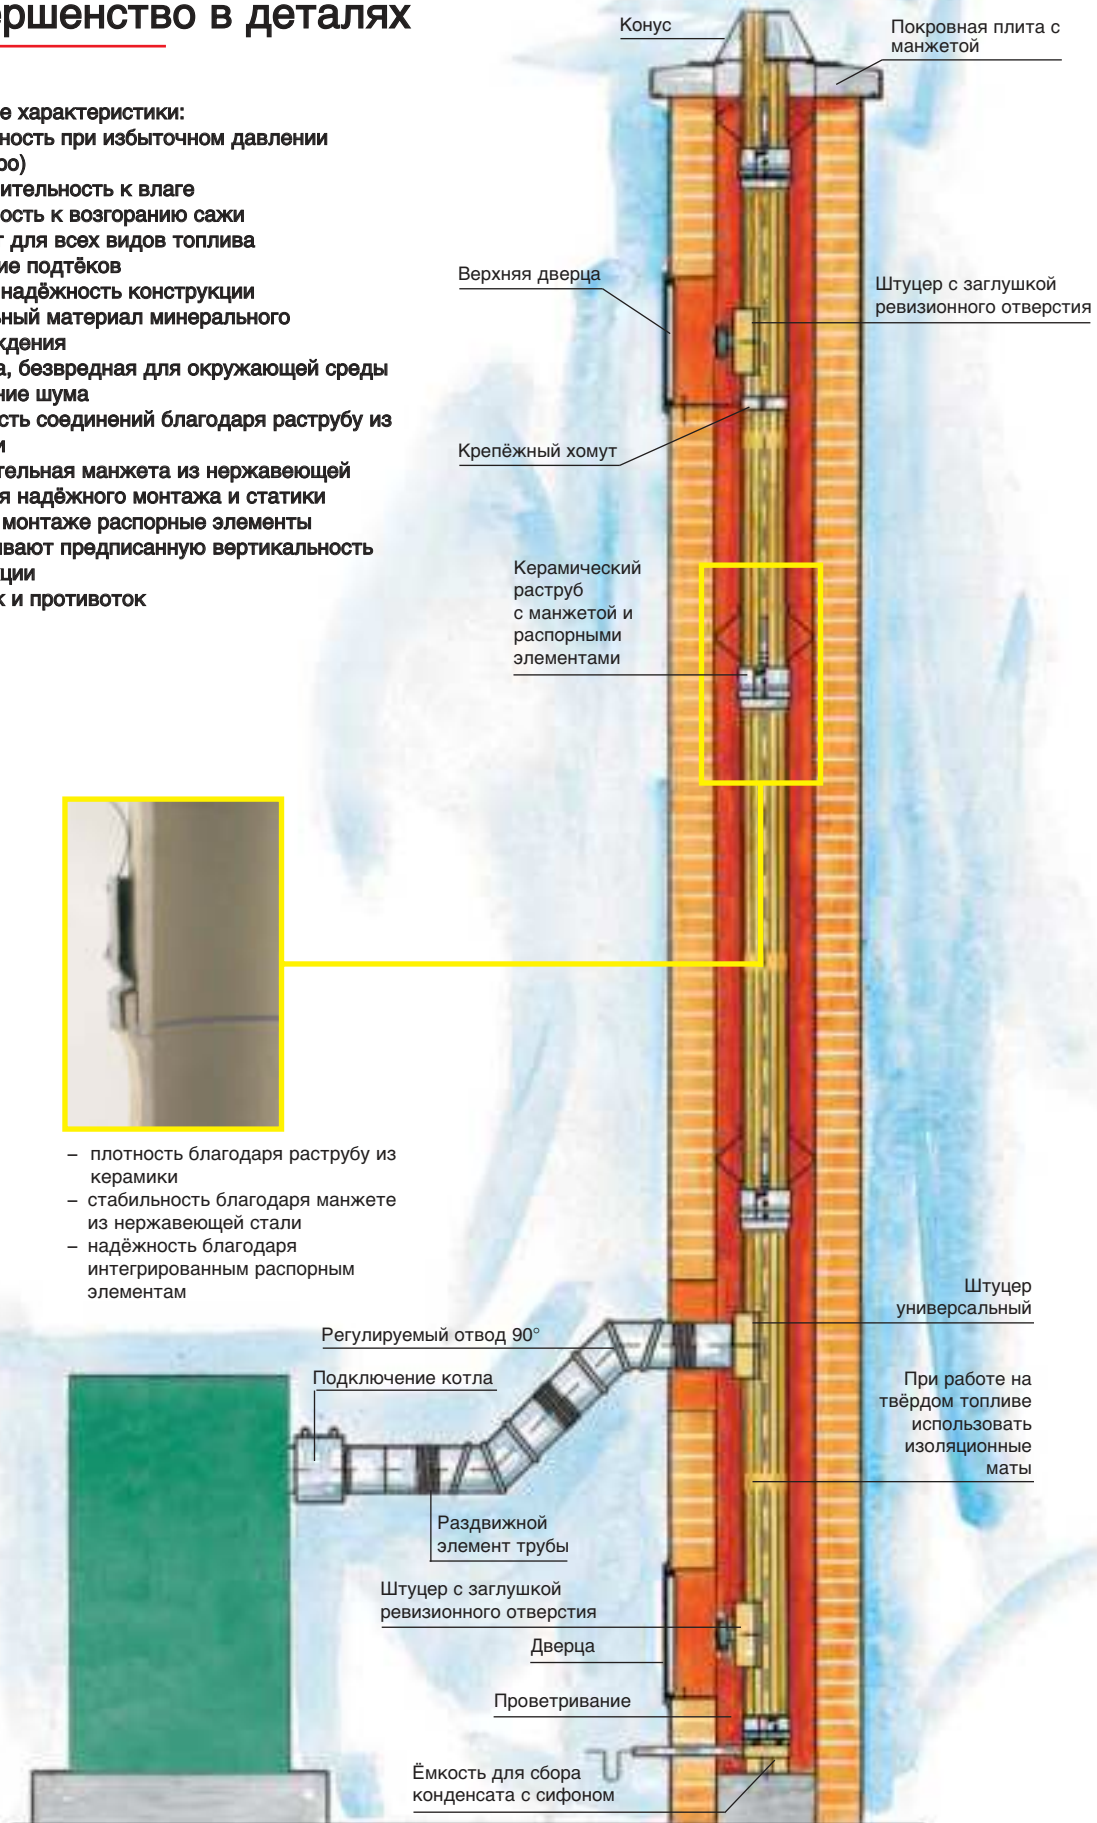 ершенство в деталях
е характеристики:
ность при избыточном давлении
ро)
ительность к влаге
ость к возгоранию сажи
т для всех видов топлива
ие подтёков
надёжность конструкции
ьный материал минерального
ждения
а, безвредная для окружающей среды
ние шума
сть соединений благодаря раструбу из
и
тельная манжета из нержавеющей
я надёжного монтажа и статики
монтаже распорные элементы
ивают предписанную вертикальность
ции
к и противоток
Конус
Покровная плита с
манжетой
Верхняя дверца
Штуцер с заглушкой
ревизионного отверстия
Крепёжный хомут
Керамический
раструб
с манжетой и
распорными
элементами
– плотность благодаря раструбу из
керамики
– стабильность благодаря манжете
из нержавеющей стали
– надёжность благодаря
интегрированным распорным
элементам
Штуцер
универсальный
Регулируемый отвод 90°
Подключение котла
При работе на
твёрдом топливе
использовать
изоляционные
маты
Раздвижной
элемент трубы
Штуцер с заглушкой
ревизионного отверстия
Дверца
Проветривание
Ёмкость для сбора
конденсата с сифоном